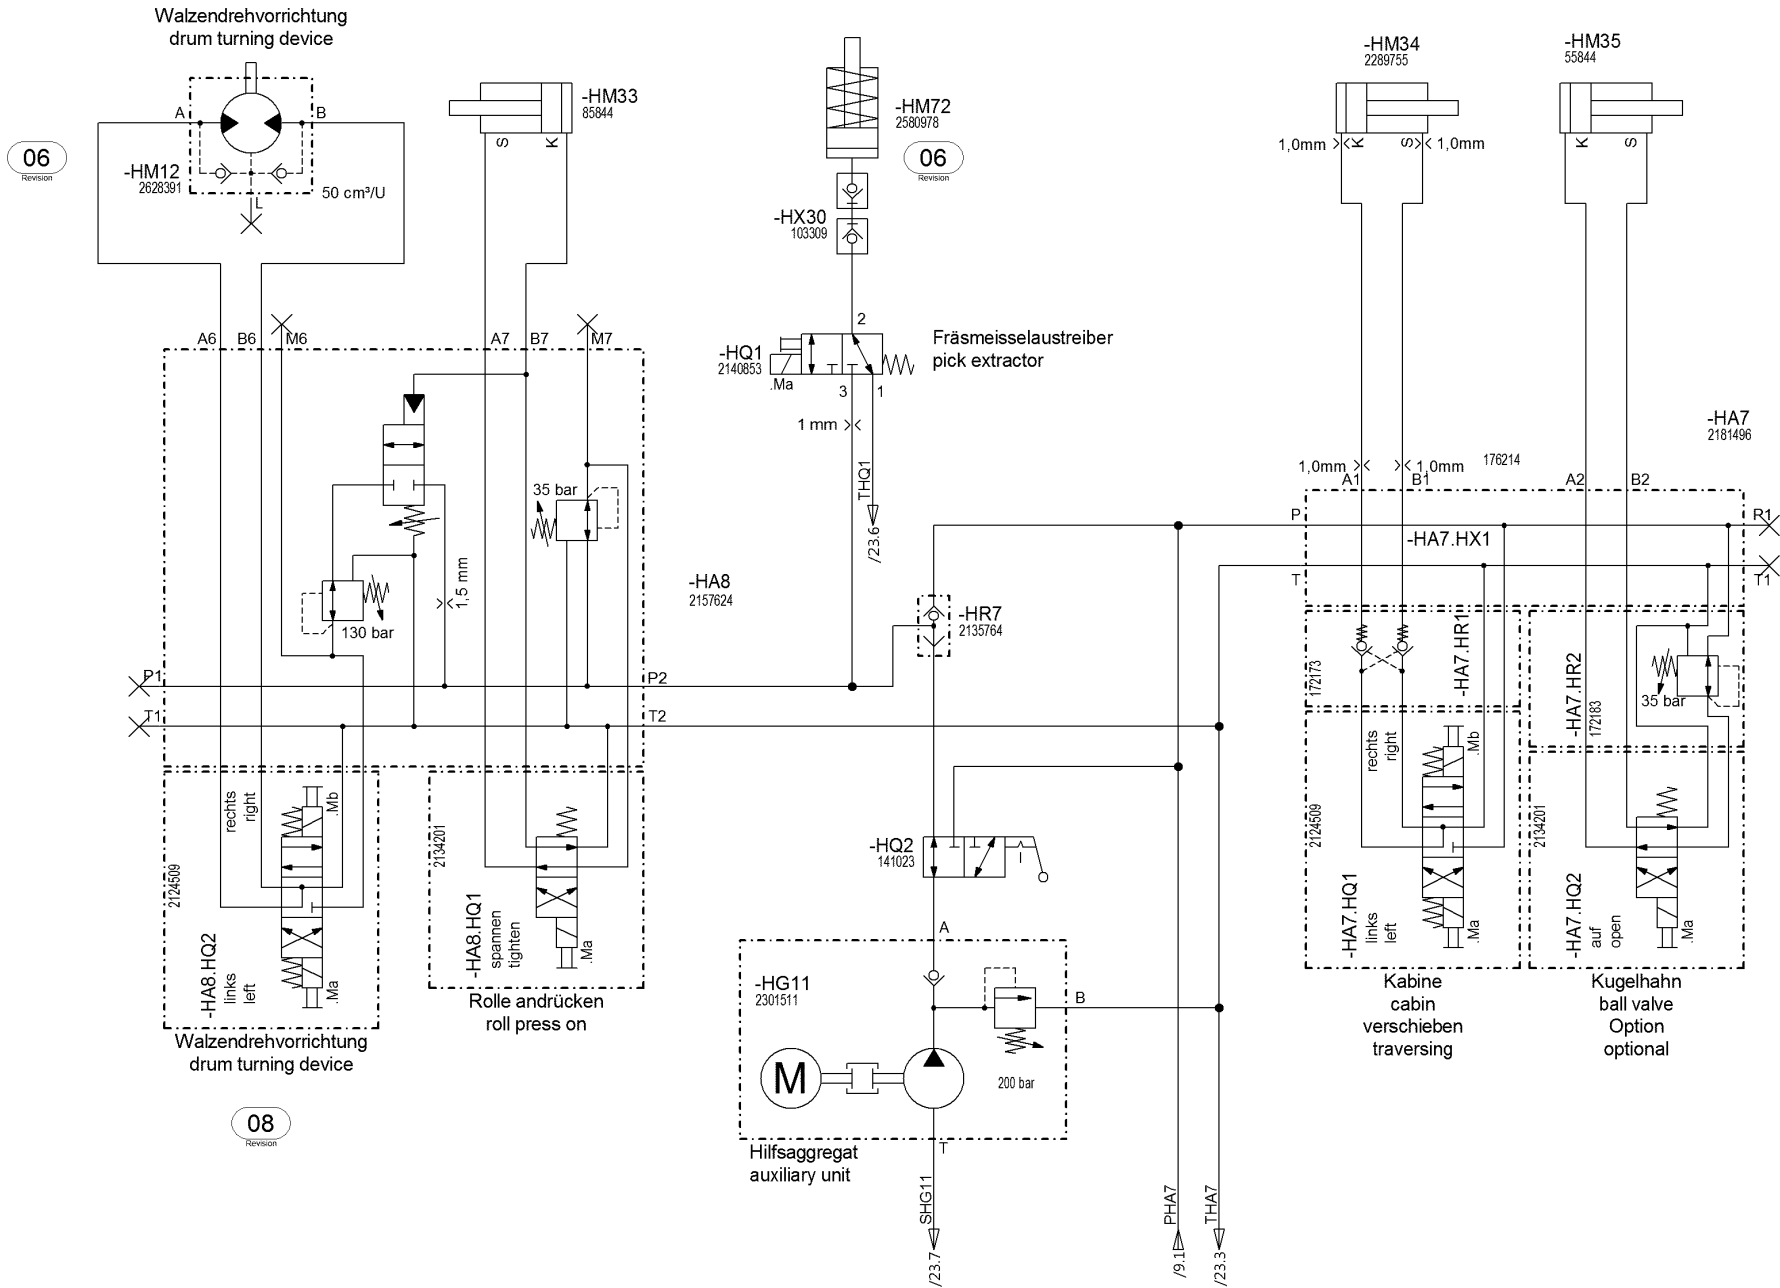 Walzendrehvorrichtung
drum turning device
A
B
06
Revision
-HM12
2628391
L
50 cm³/U
-HM33
85844
S
K
-HM72
2580978
06
Revision
-HX30
103309
-HM34
2289755
1,0mm
K
S
1,0mm
-HM35
55844
K
S
A6
B6
M6
A7
B7
M7
2
-HQ1
2140853
.Ma
3
1
Fräsmeisselaustreiber
pick extractor
1 mm
THQ1
/23.6
35 bar
130 bar
1,5 mm
-HA8
2157624
-HR7
2135764
-HA7
2181496
176214
1,0mm
1,0mm
A1
B1
A2
B2
P
R1
-HA7.HX1
T
T1
P1
P2
T1
T2
172173
-HA7.HR1
-HA7.HR2
172183
35 bar
rechts
right
.Mb
2124509
-HA8.HQ2
links
left
.Ma
2134201
-HA8.HQ1
spannen
tighten
.Ma
Rolle andrücken
roll press on
Walzendrehvorrichtung
drum turning device
08
Revision
-HQ2
141023
A
-HG11
2301511
B
M
200 bar
T
Hilfsaggregat
auxiliary unit
SHG11
/23.7
PHA7
/9.1
THA7
/23.3
rechts
right
.Mb
2124509
-HA7.HQ1
links
left
.Ma
2134201
-HA7.HQ2
auf
open
.Ma
Kabine
cabin
verschieben
traversing
Kugelhahn
ball valve
Option
optional